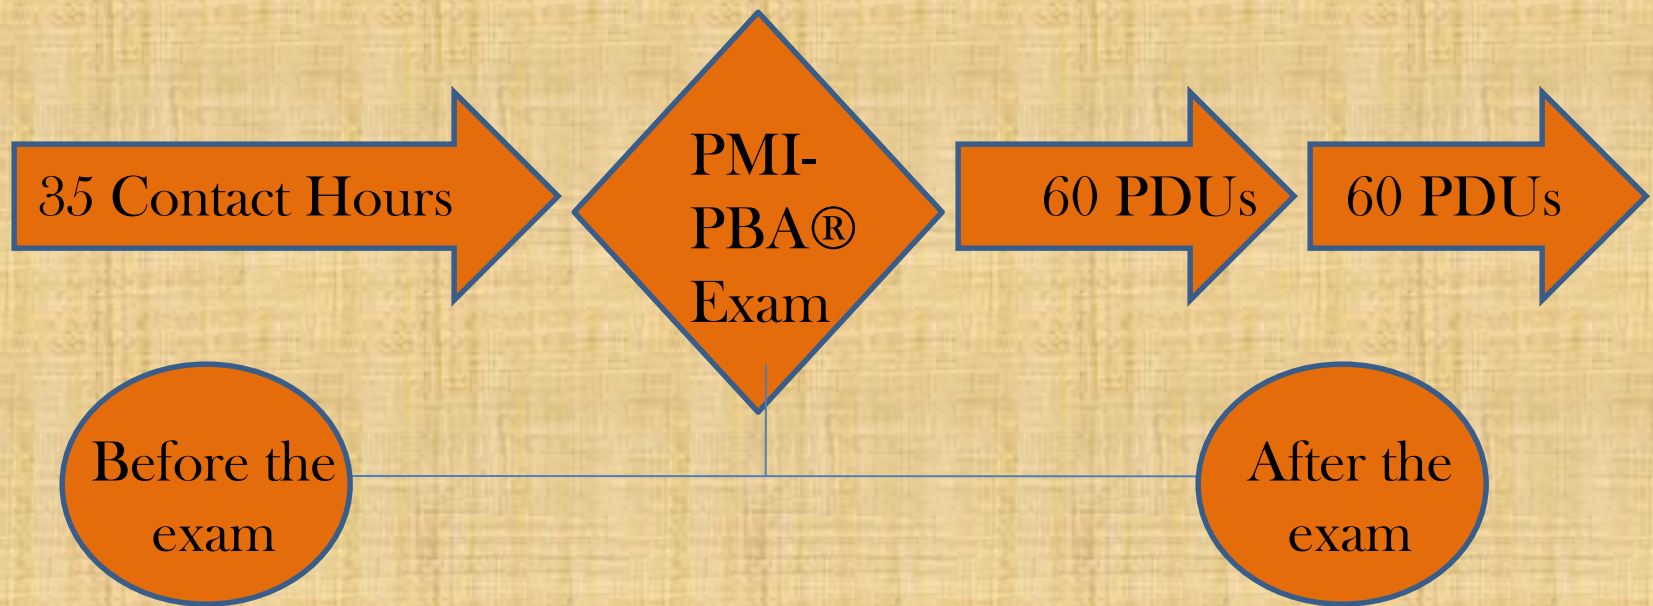 35 Contact Hours
PMI-
PBA®
Exam
60 PDUs
60 PDUs
Before the
exam
After the
exam